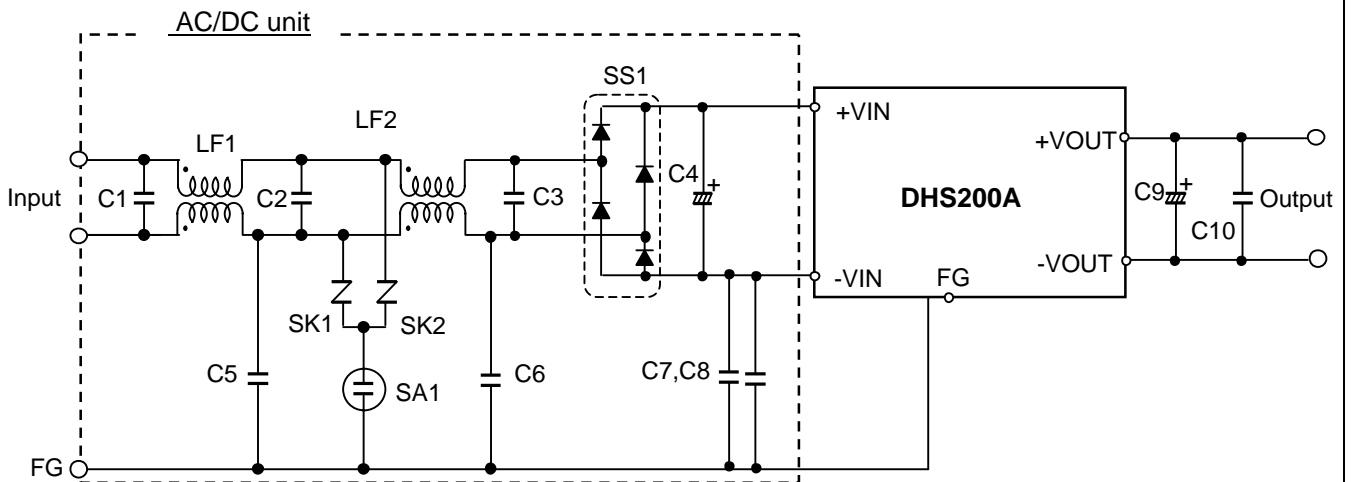 AC/DC unit
SS1
LF2
LF1
+VIN
+VOUT
C4
+
Input
C1
C2
C3
DHS200A
C9
+
Output
C10
-VOUT
-VIN
FG
SK1
SK2
C5
SA1
C6
C7,C8
FG